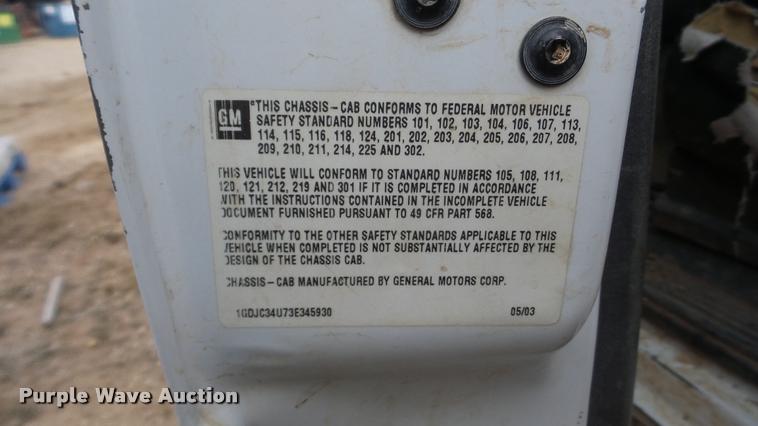 GM
THIS CHASSIS-CAB CONFORMS TO FEDERAL MOTOR VEHICLE
SAFETY STANDARD NUMBERS 101, 102, 103, 104, 106, 107, 113,
114, 115, 116, 118, 124, 201, 202, 203, 204, 205, 206, 207, 208,
209, 210, 211, 214, 225 AND 302.
THIS VEHICLE WILL CONFORM TO STANDARD NUMBERS 105, 108, 111,
120, 121, 212, 219 AND 301 IF IT IS COMPLETED IN ACCORDANCE
WITH THE INSTRUCTIONS CONTAINED IN THE INCOMPLETE VEHICLE
DOCUMENT FURNISHED PURSUANT TO 49 CFR PART 568.
CONFORMITY TO THE OTHER SAFETY STANDARDS APPLICABLE TO THIS
VEHICLE WHEN COMPLETED IS NOT SUBSTANTIALLY AFFECTED BY THE
DESIGN OF THE CHASSIS CAB.
CHASSIS-CAB MANUFACTURED BY GENERAL MOTORS CORP.
1GDJC34U73E345930 05/03
Purple Wave Auction